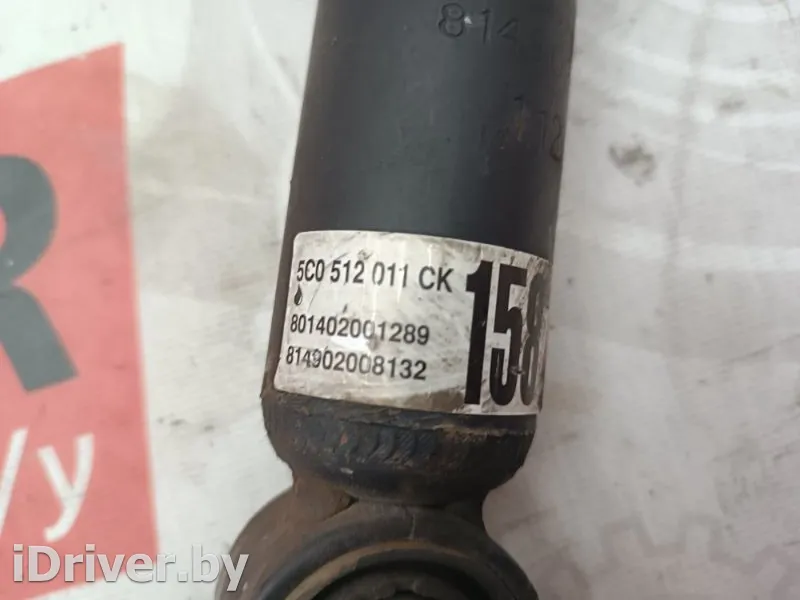 814
5C0 512 011 CK
158
801402001289
814902008132
R
/у
iDriver.by